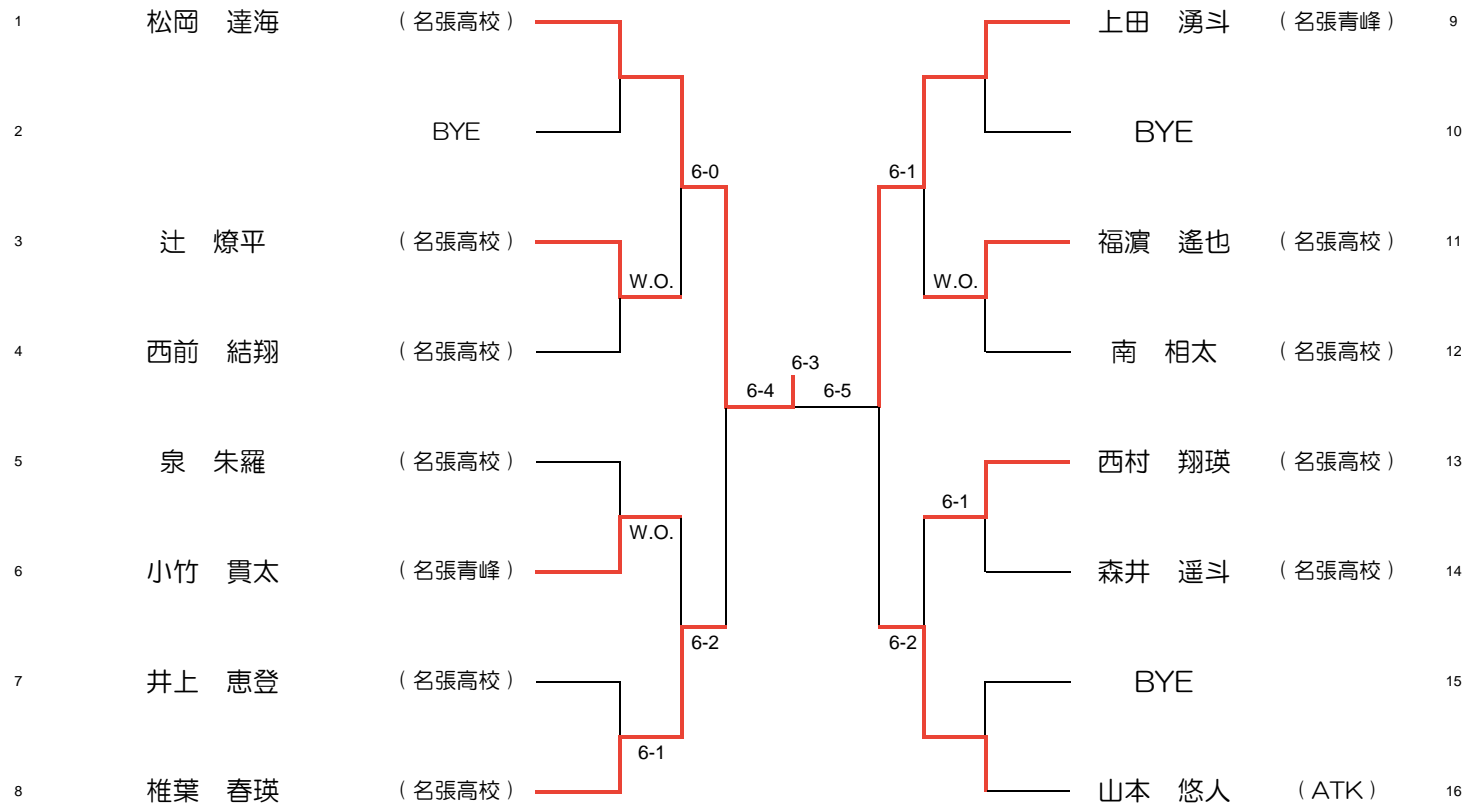 1 松岡 達海 (名張高校) 上田 湧斗 (名張青峰) 9
2 BYE BYE 10
6-0 6-1
3 辻 燎平 (名張高校) 福濵 遙也 (名張高校) 11
W.O. W.O.
4 西前 結翔 (名張高校) 南 相太 (名張高校) 12
6-3
6-4 6-5
5 泉 朱羅 (名張高校) 西村 翔瑛 (名張高校) 13
6-1
W.O.
6 小竹 貫太 (名張青峰) 森井 遥斗 (名張高校) 14
6-2 6-2
7 井上 恵登 (名張高校) BYE 15
6-1
8 椎葉 春瑛 (名張高校) 山本 悠人 (ATK) 16